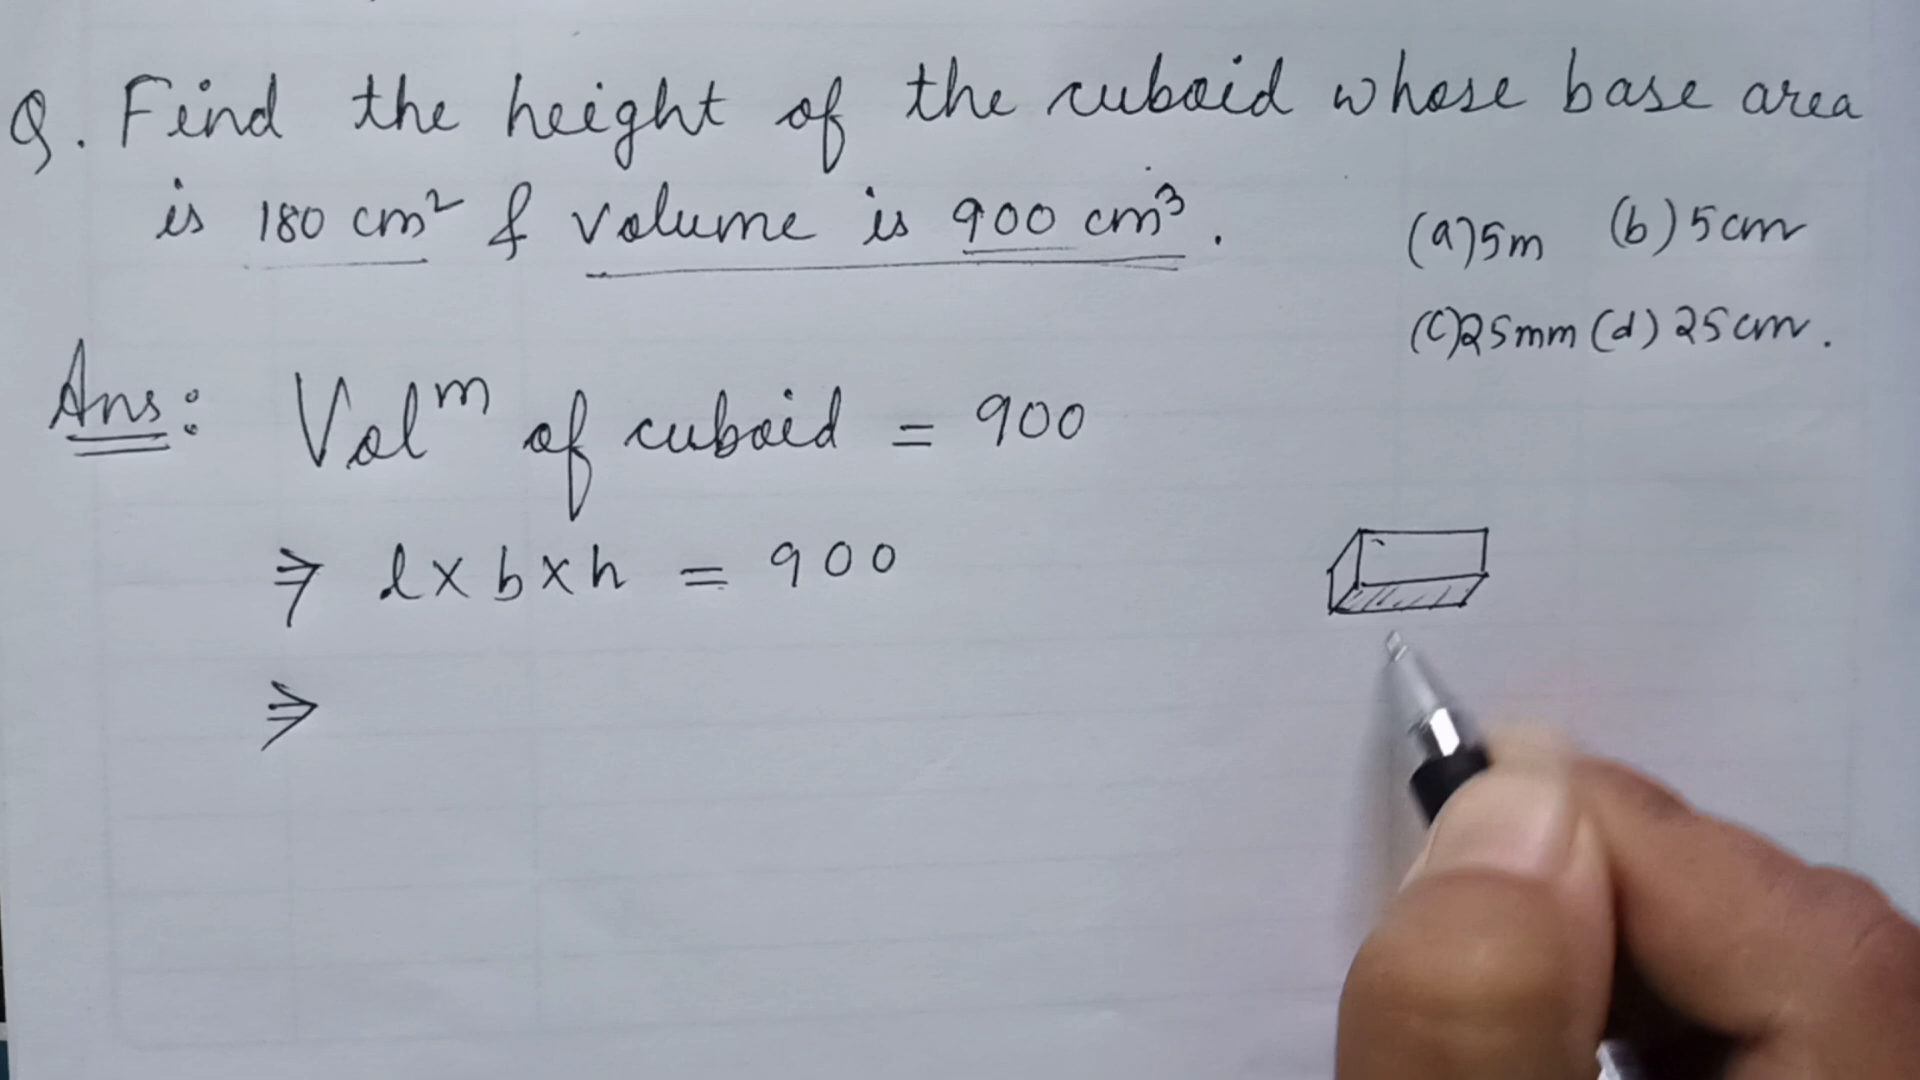 Q. Find the height of the cuboid whose base area
is 180 cm² & volume is 900 cm³.
(a) 5m (b) 5cm
(c) 25mm (d) 25cm.
Ans: Volᵐ of cuboid = 900
⇒ l × b × h = 900
⇒